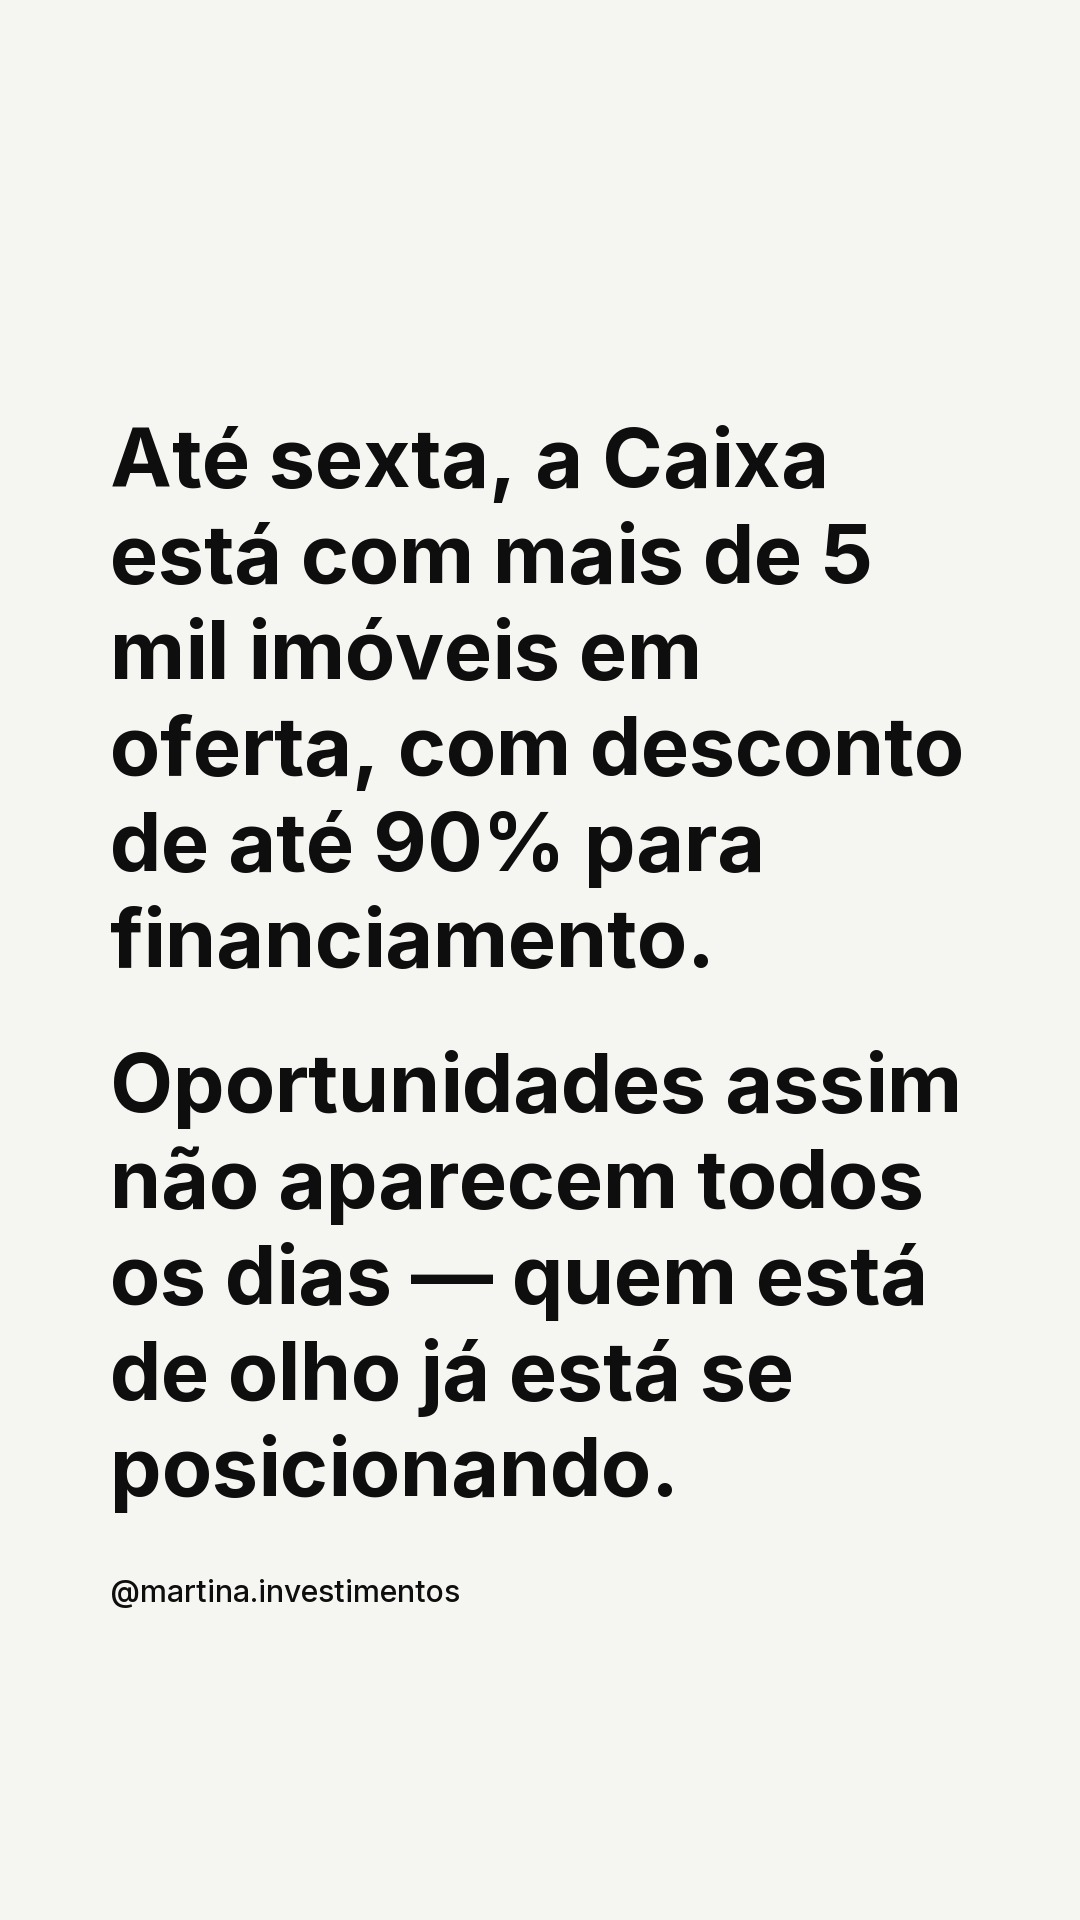 Até sexta, a Caixa
está com mais de 5
mil imóveis em
oferta, com desconto
de até 90% para
financiamento.
Oportunidades assim
não aparecem todos
os dias — quem está
de olho já está se
posicionando.
@martina.investimentos